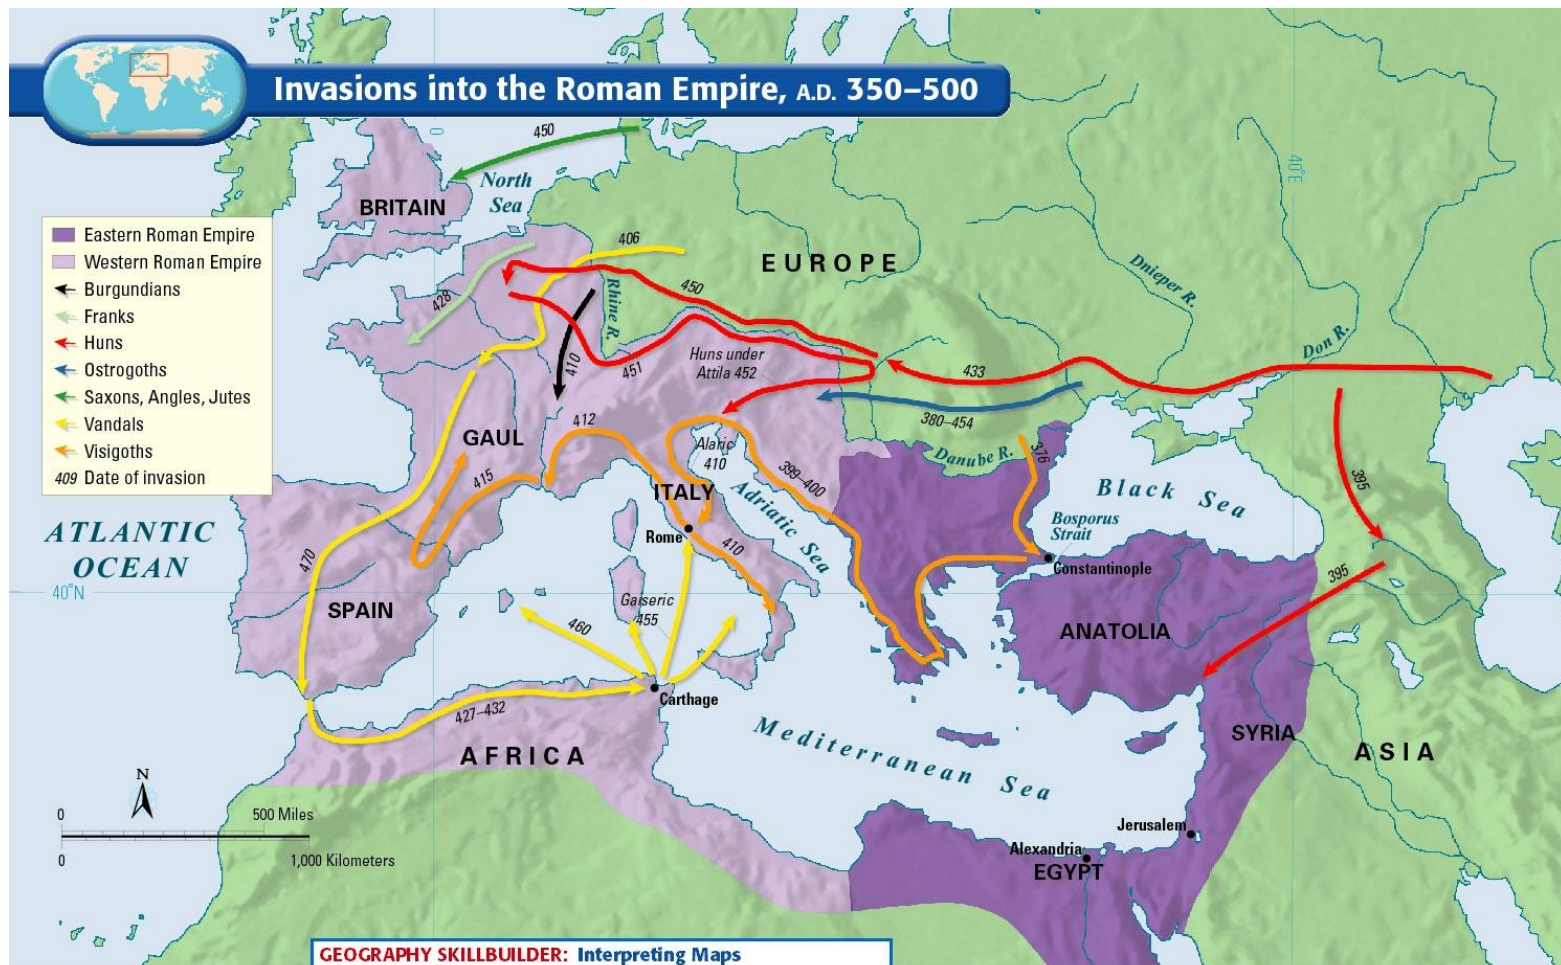 Invasions into the Roman Empire, A.D. 350–500
0
450
40°E
North
Sea
BRITAIN
Eastern Roman Empire
Western Roman Empire
Burgundians
Franks
Huns
Ostrogoths
Saxons, Angles, Jutes
Vandals
Visigoths
409 Date of invasion
406
EUROPE
Dnieper R.
428
Rhine R.
450
Don R.
410
451
Huns under
Attila 452
433
380–454
412
GAUL
Alaric
410
Danube R.
376
415
399–400
ITALY
Adriatic Sea
Black Sea
395
ATLANTIC
OCEAN
Rome
410
Bosporus
Strait
Constantinople
470
40°N
395
SPAIN
Gaiseric
455
460
ANATOLIA
Carthage
427–432
AFRICA
Mediterranean Sea
SYRIA
ASIA
N
0
500 Miles
0
1,000 Kilometers
Jerusalem
Alexandria
EGYPT
GEOGRAPHY SKILLBUILDER: Interpreting Maps